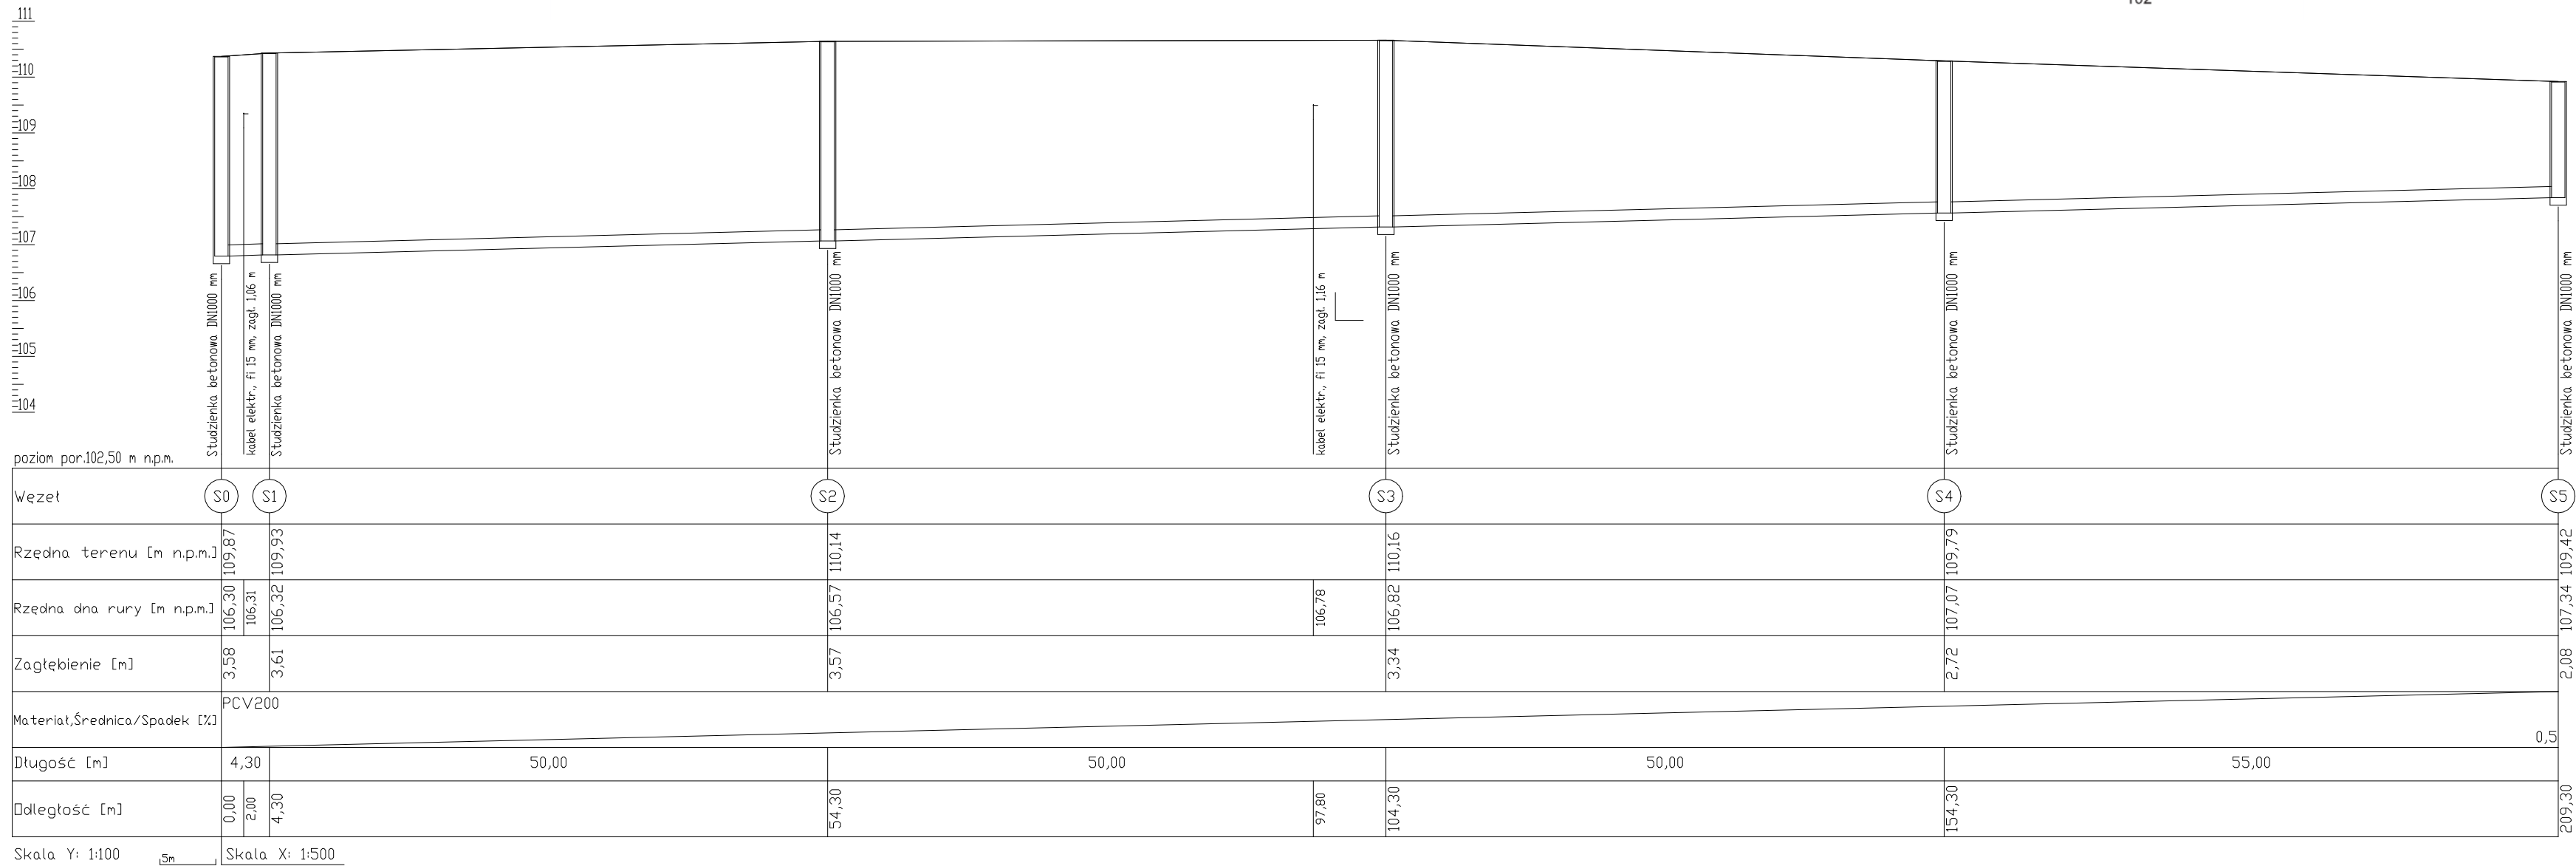 111
110
109
108
107
106
105
104
Studzienka betonowa DN1000 mm
kabel elektr., fi 15 mm, zagł. 1,06 m
Studzienka betonowa DN1000 mm
Studzienka betonowa DN1000 mm
kabel elektr., fi 15 mm, zagł. 1,16 m
Studzienka betonowa DN1000 mm
Studzienka betonowa DN1000 mm
Studzienka betonowa DN1000 mm
poziom por.102,50 m n.p.m.
Węzeł S0 S1 S2 S3 S4 S5
Rzędna terenu [m n.p.m.] 109,87 109,93 110,14 110,16 109,79 109,42
Rzędna dna rury [m n.p.m.] 106,30 106,31 106,32 106,57 106,78 106,82 107,07 107,34
Zagłębienie [m] 3,58 3,61 3,57 3,34 2,72 2,08
PCV200
Materiał,Średnica/Spadek [%]
0,5
Długość [m] 4,30 50,00 50,00 50,00 55,00
dległość [m] 0,00 2,00 4,30 54,30 97,80 104,30 154,30 209,30
Skala Y: 1:100 5m Skala X: 1:500